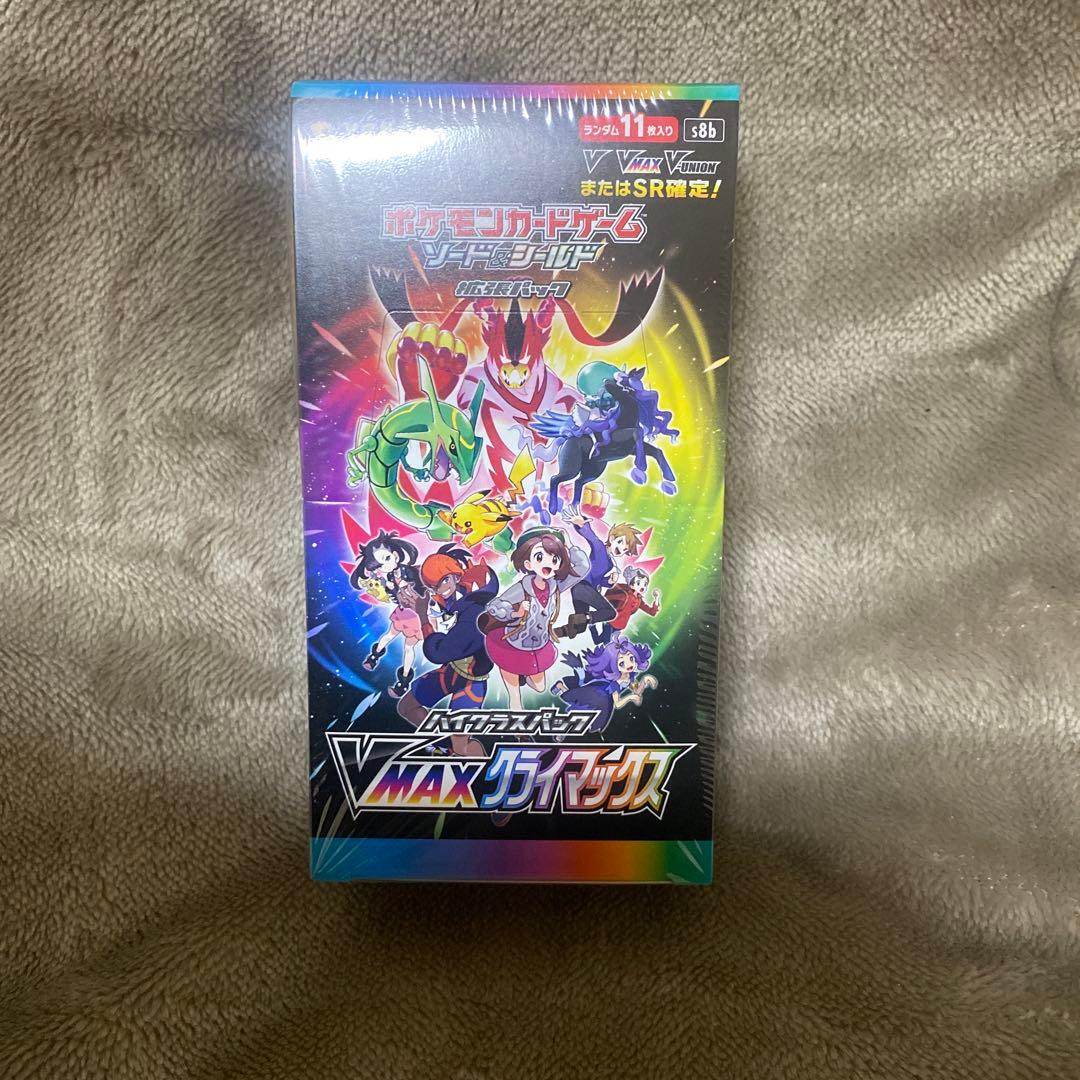 ランダム11枚入り s8b
V VMAX V-UNION
またはSR確定!
ポケモンカードゲーム
ソード&シールド
拡張パック
ハイクラスパック
VMAXクライマックス